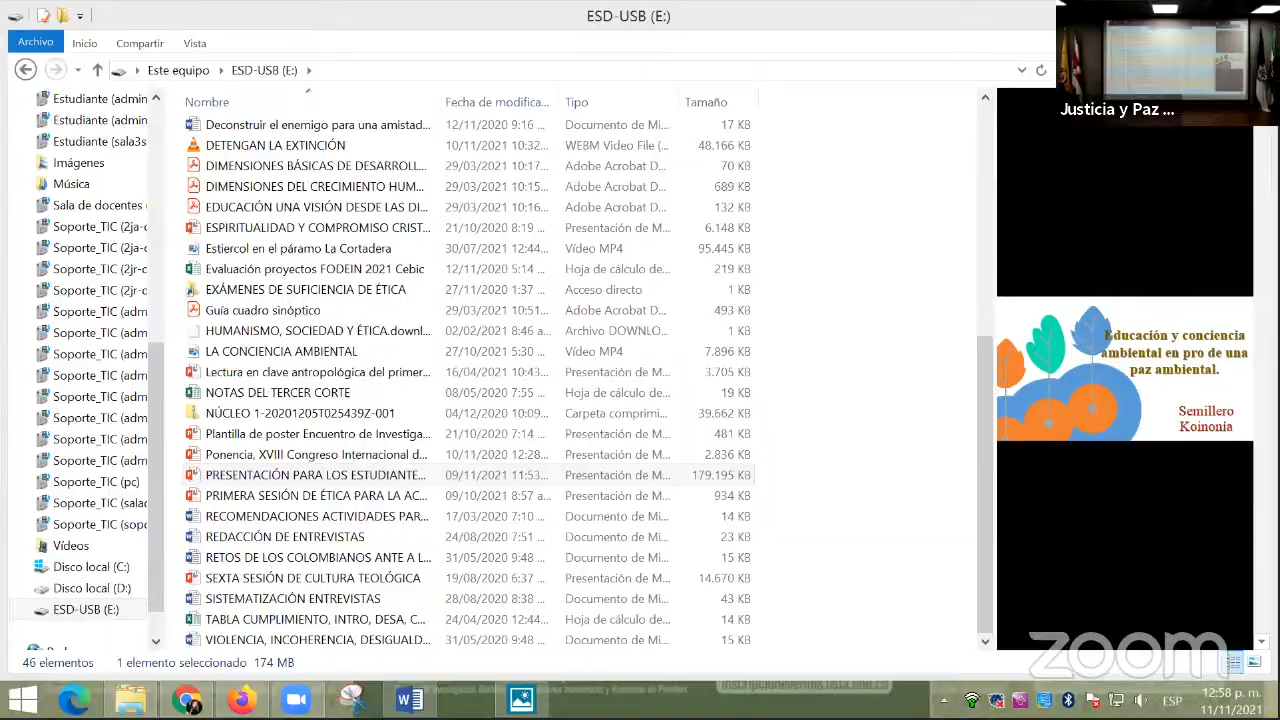 ESD-USB (E:)
Archivo Inicio Compartir Vista
Este equipo ESD-USB (E:)
Justicia y Paz ...
Nombre Fecha de modifica... Tipo Tamaño
Estudiante (admin
Estudiante (admin
Estudiante (sala3s
Imágenes
Música
Sala de docentes
Soporte_TIC (2ja-c
Soporte_TIC (2ja-c
Soporte_TIC (2jr-c
Soporte_TIC (2jr-c
Soporte_TIC (adm
Soporte_TIC (adm
Soporte_TIC (adm
Soporte_TIC (adm
Soporte_TIC (adm
Soporte_TIC (adm
Soporte_TIC (adm
Soporte_TIC (adm
Soporte_TIC (pc)
Soporte_TIC (sala
Soporte_TIC (sopo
Vídeos
Disco local (C:)
Disco local (D:)
ESD-USB (E:)
Deconstruir el enemigo para una amistad... 12/11/2020 8:16 ... Documento de Mi... 17 KB
DETENGAN LA EXTINCIÓN 10/11/2021 10:32... WEBM Video File (... 48.166 KB
DIMENSIONES BÁSICAS DE DESARROLL... 29/03/2021 10:17... Adobe Acrobat D... 70 KB
DIMENSIONES DEL CRECIMIENTO HUM... 29/03/2021 10:15... Adobe Acrobat D... 689 KB
EDUCACIÓN UNA VISIÓN DESDE LAS DI... 29/03/2021 10:16... Adobe Acrobat D... 132 KB
ESPIRITUALIDAD Y COMPROMISO CRIST... 21/10/2020 8:19 ... Presentación de M... 6.148 KB
Estiercol en el páramo La Cortadera 30/07/2021 12:44... Vídeo MP4 95.445 KB
Evaluación proyectos FODEIN 2021 Cebic 12/11/2020 5:14 ... Hoja de cálculo de... 219 KB
EXÁMENES DE SUFICIENCIA DE ÉTICA 27/11/2020 1:37 ... Acceso directo 1 KB
Guía cuadro sinóptico 29/03/2021 10:51... Adobe Acrobat D... 493 KB
HUMANISMO, SOCIEDAD Y ÉTICA.downl... 02/02/2021 8:46 a... Archivo DOWNLO... 1 KB
LA CONCIENCIA AMBIENTAL 27/10/2021 5:30 ... Vídeo MP4 7.896 KB
Lectura en clave antropológica del primer... 16/04/2021 10:43... Presentación de M... 3.705 KB
NOTAS DEL TERCER CORTE 08/05/2020 7:55 ... Hoja de cálculo de... 19 KB
NÚCLEO 1-20201205T025439Z-001 04/12/2020 10:09... Carpeta comprimi... 39.662 KB
Plantilla de poster Encuentro de Investiga... 21/10/2020 7:14 ... Presentación de M... 481 KB
Ponencia, XVIII Congreso Internacional d... 10/11/2020 12:28... Presentación de M... 2.836 KB
PRESENTACIÓN PARA LOS ESTUDIANTE... 09/11/2021 11:53... Presentación de M... 179.195 KB
PRIMERA SESIÓN DE ÉTICA PARA LA AC... 09/10/2021 8:57 a... Presentación de M... 934 KB
RECOMENDACIONES ACTIVIDADES PAR... 17/03/2020 7:10 ... Documento de Mi... 14 KB
REDACCIÓN DE ENTREVISTAS 24/08/2020 7:51 ... Documento de Mi... 23 KB
RETOS DE LOS COLOMBIANOS ANTE A L... 31/05/2020 9:48 ... Documento de Mi... 15 KB
SEXTA SESIÓN DE CULTURA TEOLÓGICA 19/08/2020 6:37 ... Presentación de M... 14.670 KB
SISTEMATIZACIÓN ENTREVISTAS 28/08/2020 8:38 ... Documento de Mi... 43 KB
TABLA CUMPLIMIENTO, INTRO, DESA, C... 24/04/2020 12:44... Hoja de cálculo de... 14 KB
VIOLENCIA, INCOHERENCIA, DESIGUALD... 31/05/2020 9:48 ... Documento de Mi... 15 KB
Educación y conciencia
ambiental en pro de una
paz ambiental.
Semillero
Koinonía
zoom
46 elementos 1 elemento seleccionado 174 MB
ESP
12:58 p. m.
11/11/2021